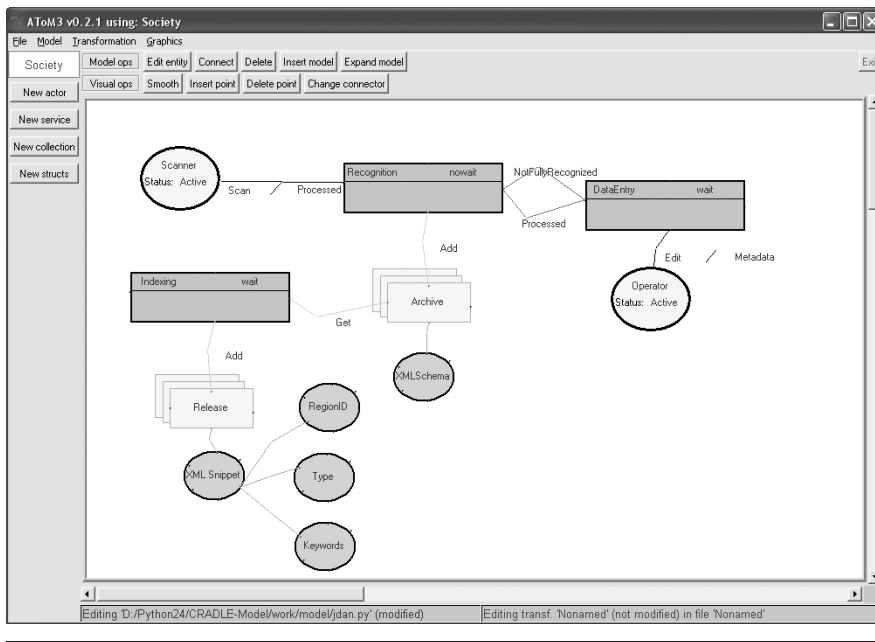 AToM3 v0.2.1 using: Society
File Model Transformation Graphics
Society
Model ops Edit entity Connect Delete Insert model Expand model
Exi
Visual ops Smooth Insert point Delete point Change connector
New actor
New service
New collection
New structs
Scanner
Status: Active
Scan
Processed
Recognition nowait
NotFullyRecognized
Processed
DataEntry wait
Edit
Metadata
Operator
Status: Active
Add
Indexing wait
Get
Archive
XMLSchema
Add
Release
XML Snippet
RegionID
Type
Keywords
Editing 'D:/Python24/CRADLE-Model/work/model/jdan.py' (modified)
Editing transf. 'Nonamed' (not modified) in file 'Nonamed'